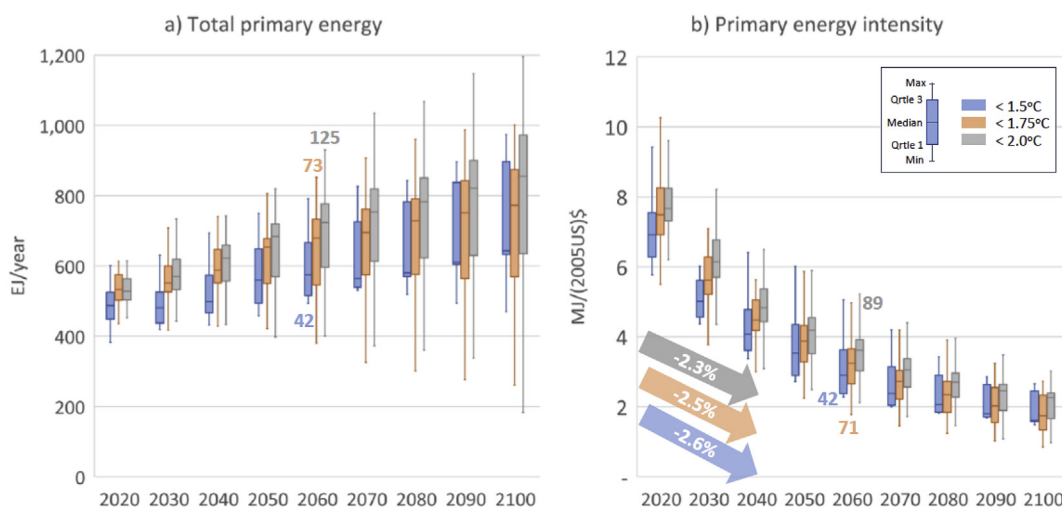 a) Total primary energy
EJ/year
1,200
1,000
800
600
400
200
0
125
73
42
2020 2030 2040 2050 2060 2070 2080 2090 2100
b) Primary energy intensity
MJ/(2005US)$
12
10
8
6
4
2
-
Max
Qrtle 3
Median
Qrtle 1
Min
< 1.5°C
< 1.75°C
< 2.0°C
89
42
71
-2.3%
-2.5%
-2.6%
2020 2030 2040 2050 2060 2070 2080 2090 2100